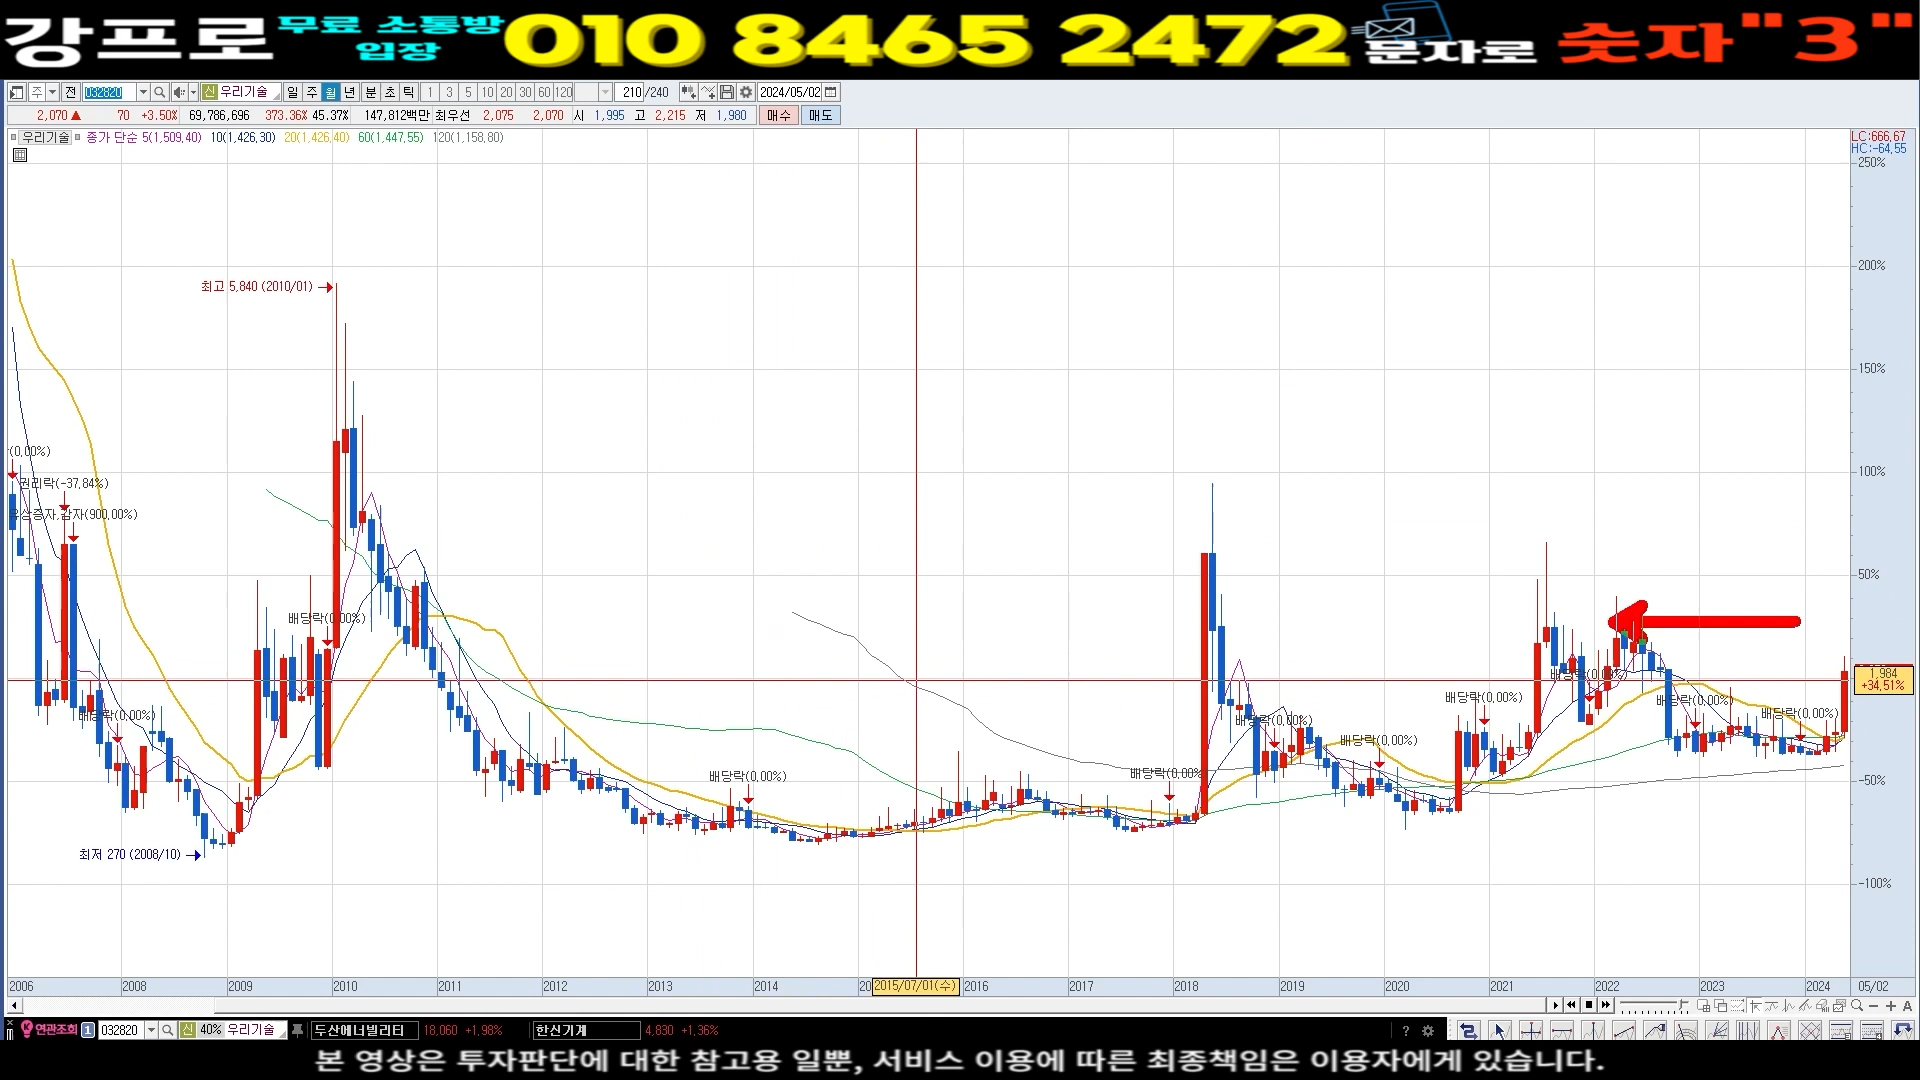 강프로 무료 소통방 입장 010 8465 2472 문자로 숫자"3"
주 전 032820 신 우리기술 일 주 월 년 분 초 틱 1 3 5 10 20 30 60 120 210 /240 2024/05/02
2,070▲ 70 +3.50% 69,786,696 373.36% 45.37% 147,812백만 최우선 2,075 2,070 시 1,995 고 2,215 저 1,980 매수 매도
우리기술 종가 단순 5(1,509,40) 10(1,426,30) 20(1,426,40) 60(1,447,55) 120(1,158,80)
LC:666,67
HC:-64,55
250%
200%
최고 5,840 (2010/01)
150%
100%
(0,00%)
권리락(-37,84%)
유상증자,감자(900,00%)
50%
배당락(0,00%)
배당락(0,00%)
1,984
+34,51%
배당락(0,00%)
배당락(0,00%)
배당락(0,00%)
배당락(0,00%)
배당락(0,00%)
배당락(0,00%)
배당락(0,00%)
배당락(0,00%)
-50%
최저 270 (2008/10)
-100%
2006 2008 2009 2010 2011 2012 2013 2014 20 2015/07/01(수) 2016 2017 2018 2019 2020 2021 2022 2023 2024 05/02
연관조회 1 032820 신 40% 우리기술 두산에너빌리티 18,060 +1,98% 한신기계 4,830 +1,36%
본 영상은 투자판단에 대한 참고용 일뿐, 서비스 이용에 따른 최종책임은 이용자에게 있습니다.